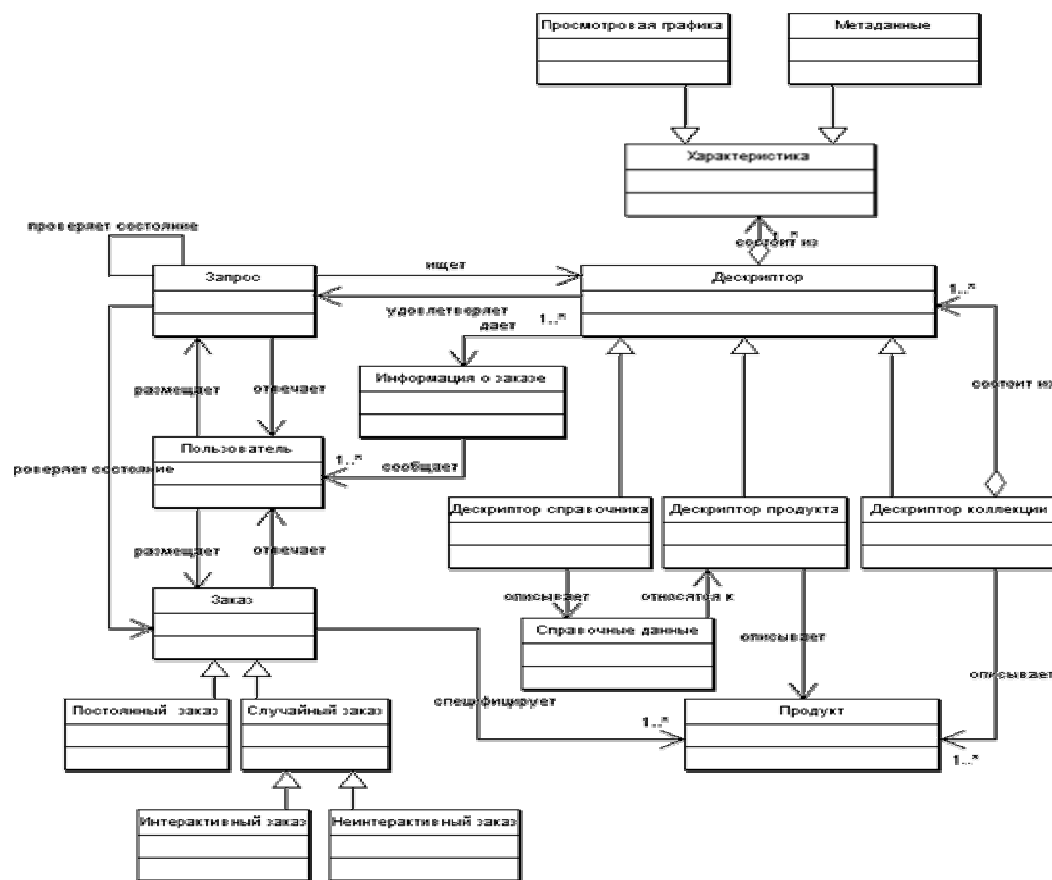 Просмотровая графика
Метаданные
Характеристика
1..*
состоит из
проверяет состояние
Запрос
ищет
Дескриптор
удовлетворяет
дает
1..*
1..*
размещает
отвечает
Информация о заказе
состоит из
Пользователь
1..*
сообщает
роверяет состояние
Дескриптор справочника
Дескриптор продукта
Дескриптор коллекции
размещает
отвечает
Заказ
описывает
относятся к
Справочные данные
описывает
описывает
Постоянный заказ
Случайный заказ
специфицирует
1..*
Продукт
1..*
Интерактивный заказ
Неинтерактивный заказ